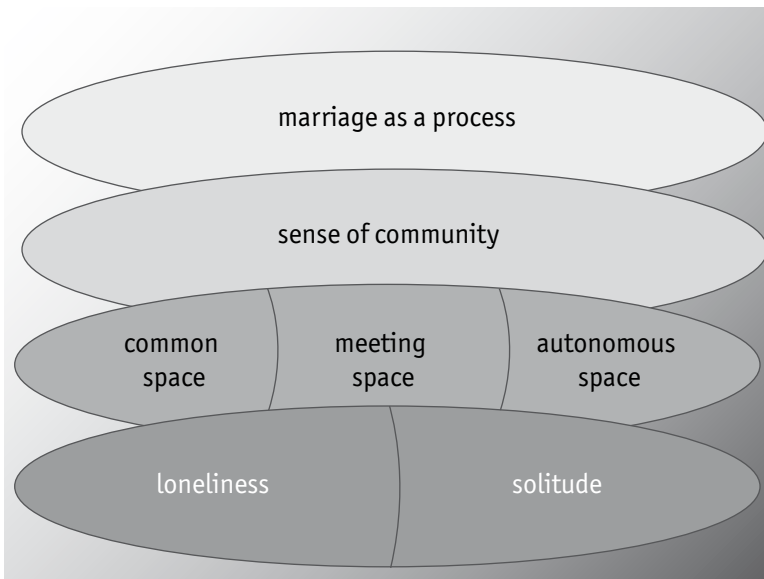 marriage as a process
sense of community
common
space
meeting
space
autonomous
space
loneliness
solitude